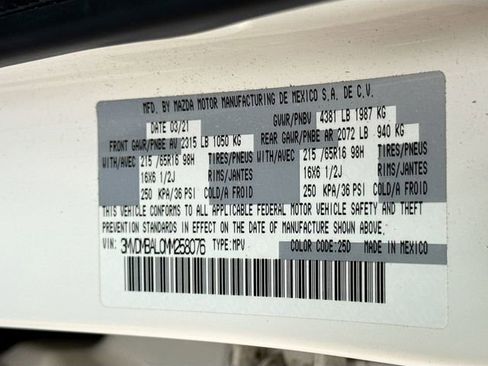 MFD. BY MAZDA MOTOR MANUFACTURING DE MEXICO S.A. DE C.V.
DATE 03/21 GVWR/PNBV 4381 LB 1987 KG
FRONT GAWR/PNBE AV 2315 LB 1050 KG REAR GAWR/PNBE AR 2072 LB 940 KG
WITH/AVEC 215 /65R16 98H TIRES/PNEUS WITH/AVEC 215 /65R16 98H TIRES/PNEUS
16X6 1/2J RIMS/JANTES 16X6 1/2J RIMS/JANTES
250 KPA/36 PSI COLD/A FROID 250 KPA/36 PSI COLD/A FROID
THIS VEHICLE CONFORMS TO ALL APPLICABLE FEDERAL MOTOR VEHICLE SAFETY AND THEFT
PREVENTION STANDARDS IN EFFECT ON THE DATE OF MANUFACTURE SHOWN ABOVE.
VIN: 3MVDMBAL0MM258076 TYPE: MPV COLOR CODE: 25D MADE IN MEXICO